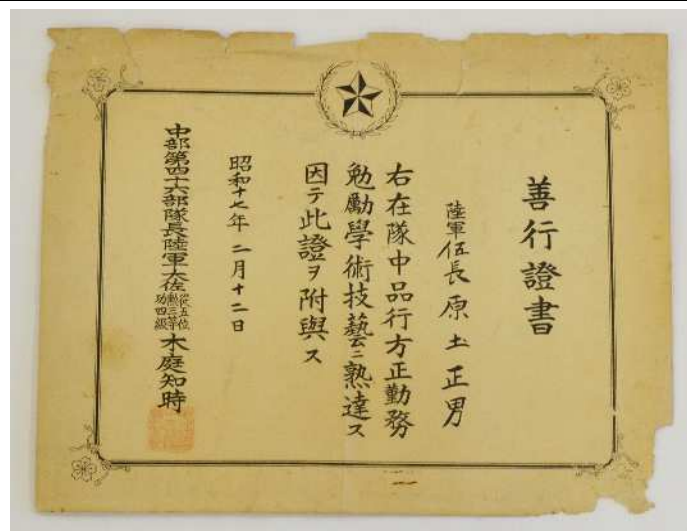 善行證書
陸軍伍長 原土正男
右在隊中品行方正勤務
勉勵學術技藝ニ熟達ス
因テ此證ヲ附與ス
昭和十七年二月十二日
中部第四十六部隊長陸軍大佐從五位勲三等功四級木庭知時